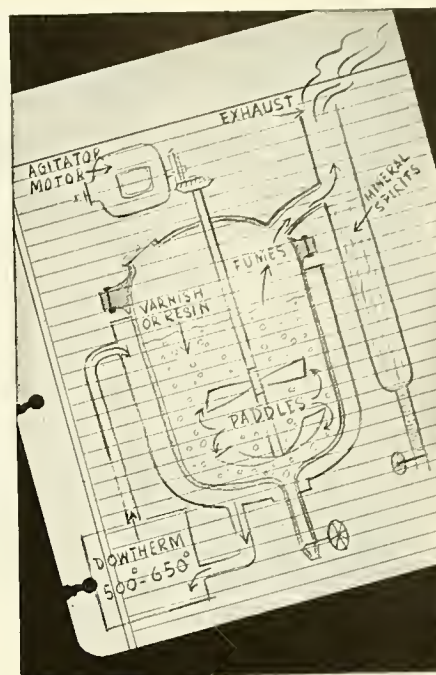 EXHAUST
AGITATOR
MOTOR
MINERAL
SPIRITS
FUMES
VARNISH
OR RESIN
PADDLES
DOWTHERM
500°-650°